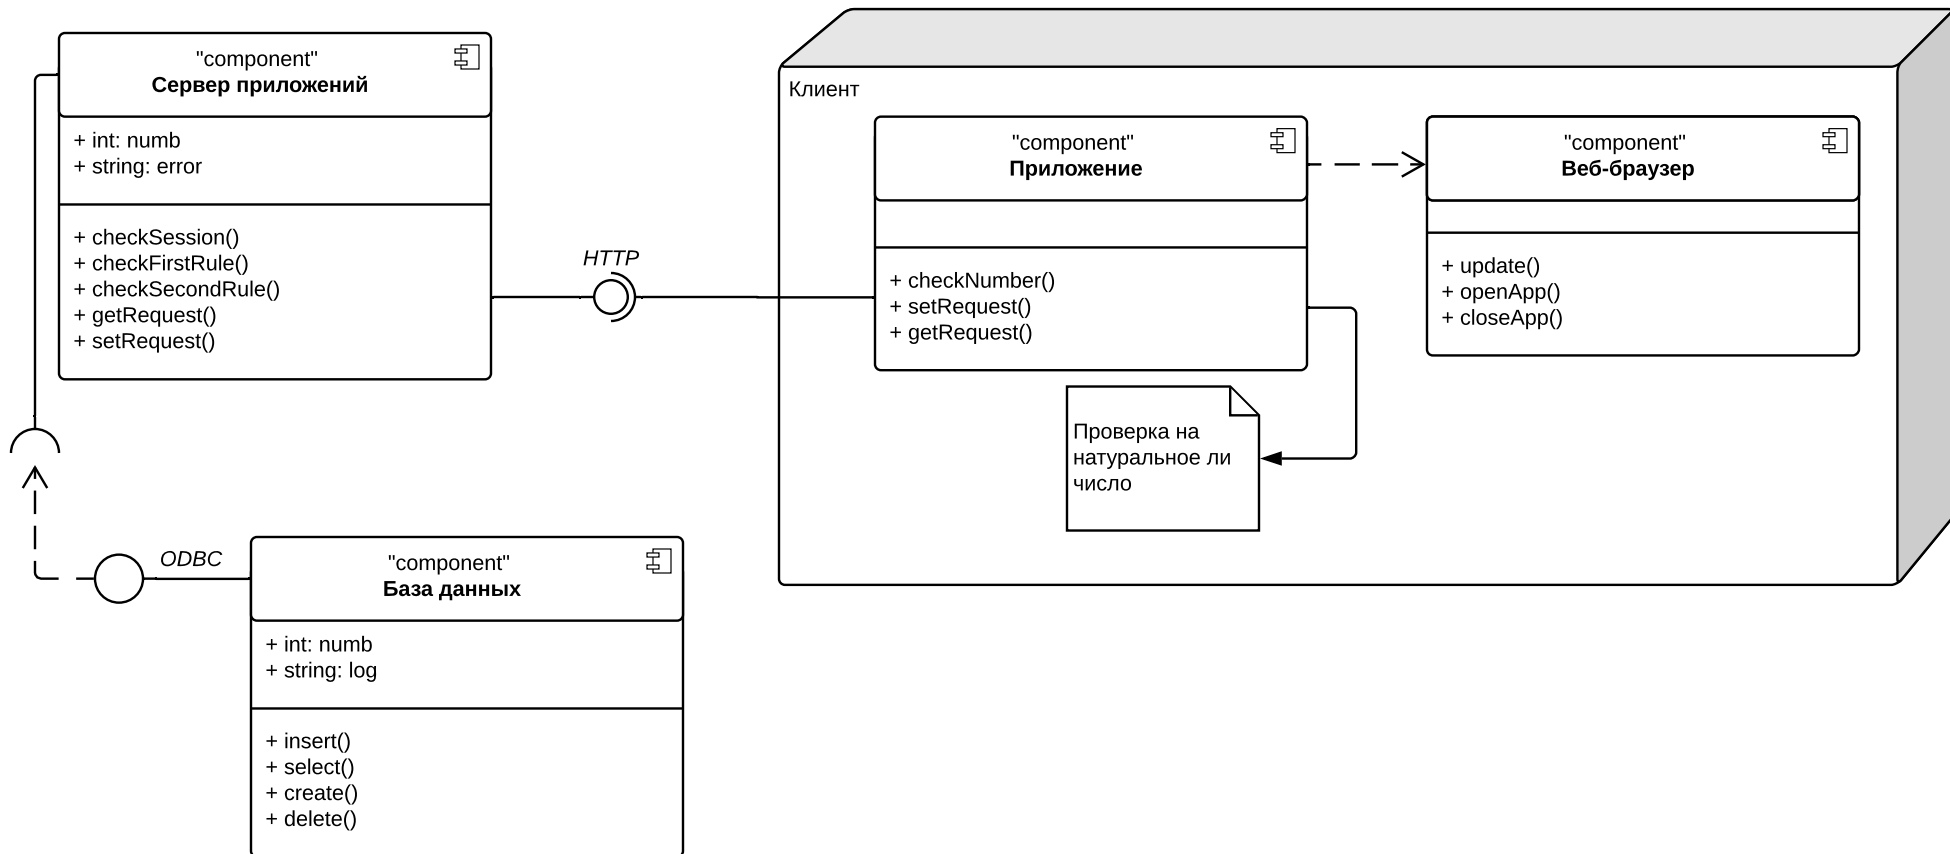 "component"
Сервер приложений
+ int: numb
+ string: error
+ checkSession()
+ checkFirstRule()
+ checkSecondRule()
+ getRequest()
+ setRequest()
HTTP
Клиент
"component"
Приложение
+ checkNumber()
+ setRequest()
+ getRequest()
"component"
Веб-браузер
+ update()
+ openApp()
+ closeApp()
Проверка на
натуральное ли
число
ODBC
"component"
База данных
+ int: numb
+ string: log
+ insert()
+ select()
+ create()
+ delete()